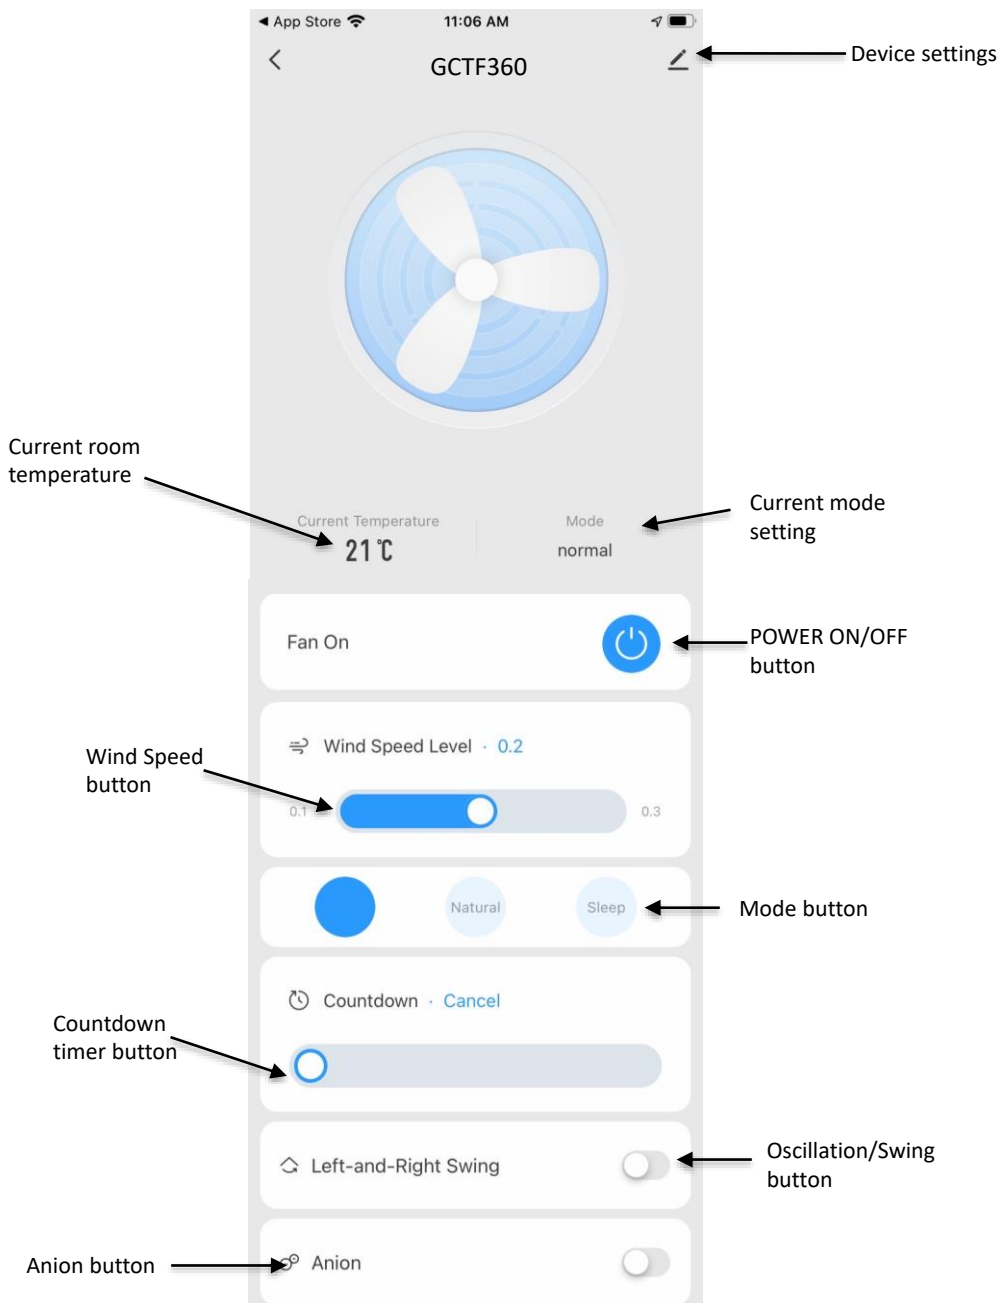 App Store
11:06 AM
GCTF360
Device settings
Current room
temperature
Current Temperature
21℃
Mode
normal
Current mode
setting
Fan On
POWER ON/OFF
button
Wind Speed Level · 0.2
Wind Speed
button
0.1
0.3
Natural
Sleep
Mode button
Countdown · Cancel
Countdown
timer button
Left-and-Right Swing
Oscillation/Swing
button
Anion
Anion button